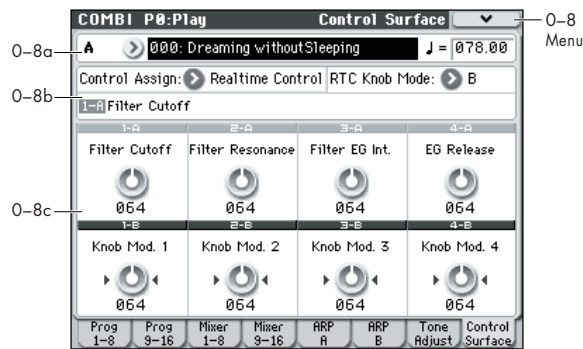 COMBI P0:Play Control Surface
0–8 Menu
0–8a
A 000: Dreaming withoutSleeping ♩ = 078.00
Control Assign: Realtime Control RTC Knob Mode: B
0–8b
1-A Filter Cutoff
1-A 2-A 3-A 4-A
Filter Cutoff Filter Resonance Filter EG Int. EG Release
064 064 064 064
0–8c
1-B 2-B 3-B 4-B
Knob Mod. 1 Knob Mod. 2 Knob Mod. 3 Knob Mod. 4
064 064 064 064
Prog 1-8 Prog 9-16 Mixer 1-8 Mixer 9-16 ARP A ARP B Tone Adjust Control Surface